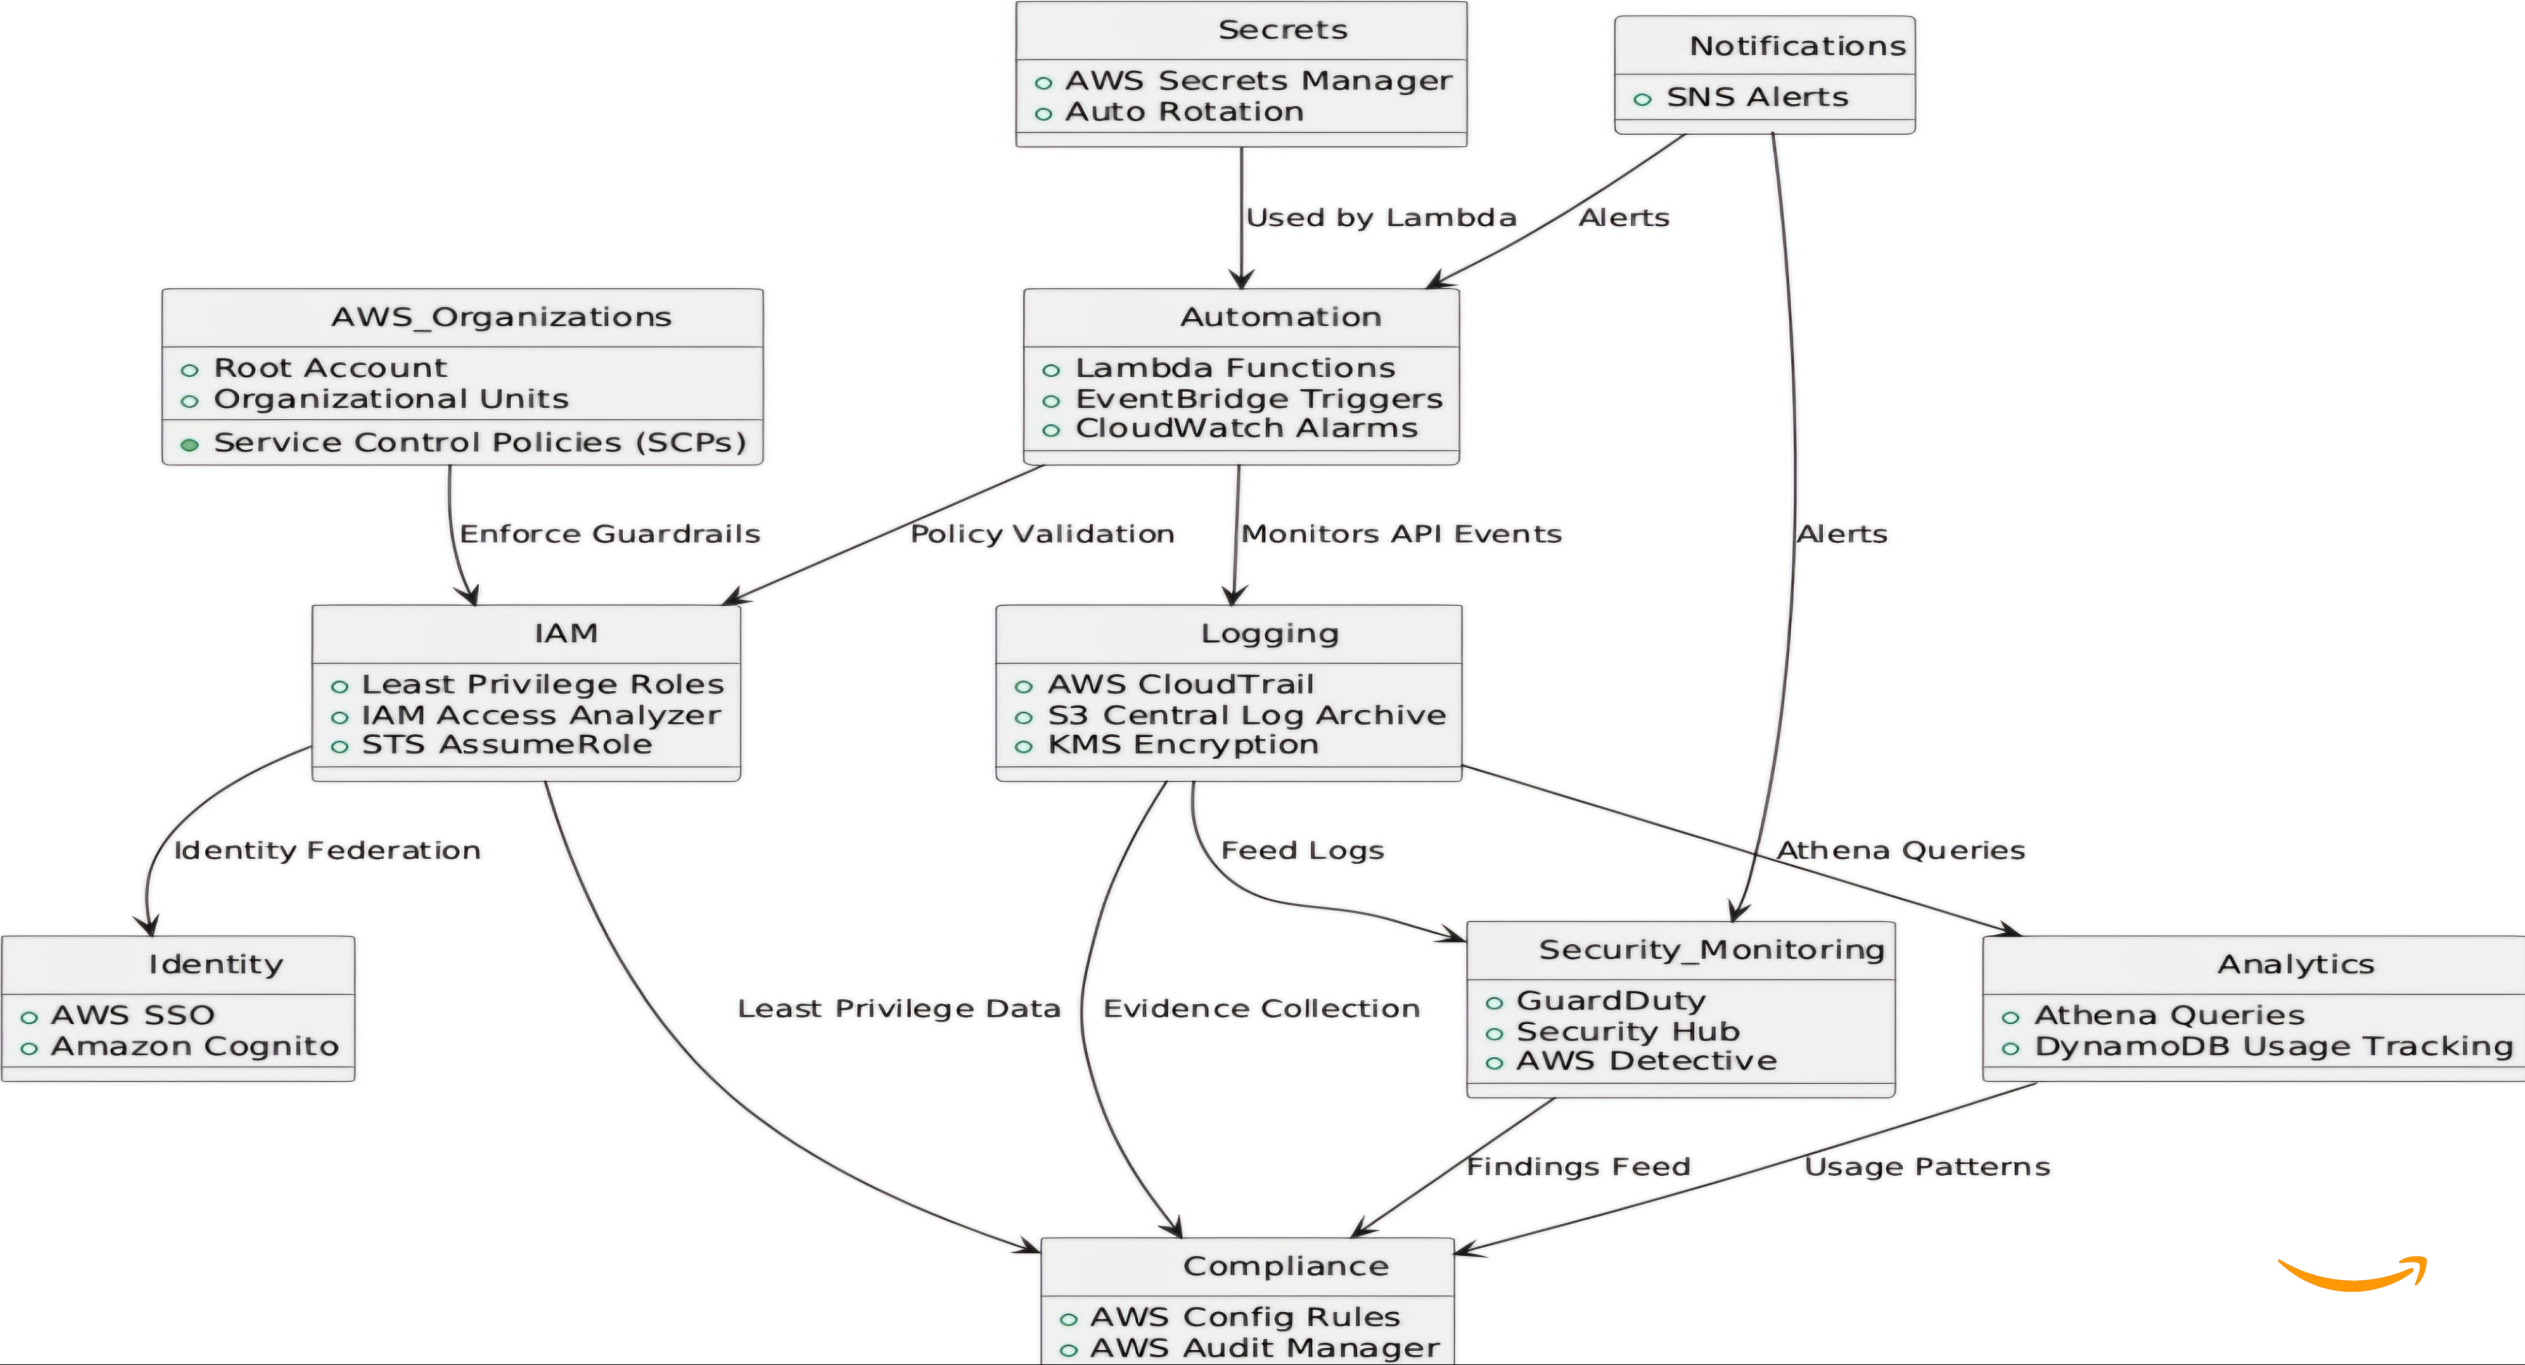 Secrets
AWS Secrets Manager
Auto Rotation
Notifications
SNS Alerts
Used by Lambda
Alerts
AWS_Organizations
Root Account
Organizational Units
Service Control Policies (SCPs)
Automation
Lambda Functions
EventBridge Triggers
CloudWatch Alarms
Enforce Guardrails
Policy Validation
Monitors API Events
Alerts
IAM
Least Privilege Roles
IAM Access Analyzer
STS AssumeRole
Logging
AWS CloudTrail
S3 Central Log Archive
KMS Encryption
Identity Federation
Feed Logs
Athena Queries
Identity
AWS SSO
Amazon Cognito
Least Privilege Data
Evidence Collection
Security_Monitoring
GuardDuty
Security Hub
AWS Detective
Analytics
Athena Queries
DynamoDB Usage Tracking
Findings Feed
Usage Patterns
Compliance
AWS Config Rules
AWS Audit Manager